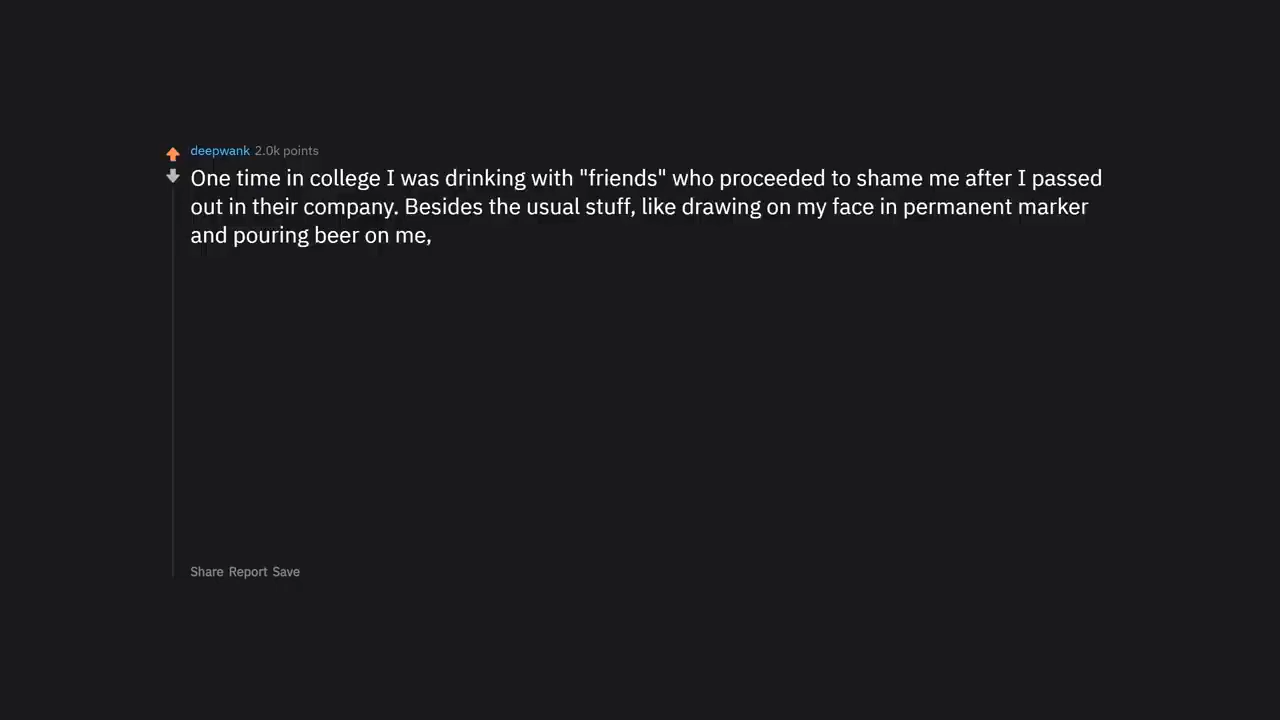 deepwank 2.0k points
One time in college I was drinking with "friends" who proceeded to shame me after I passed
out in their company. Besides the usual stuff, like drawing on my face in permanent marker
and pouring beer on me,
Share Report Save